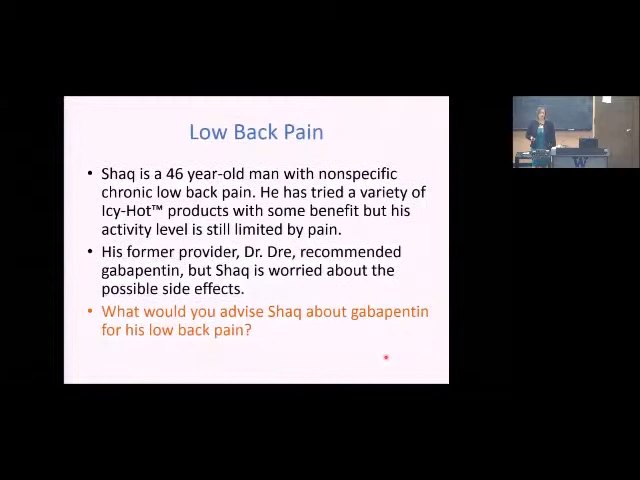 Low Back Pain
• Shaq is a 46 year-old man with nonspecific
chronic low back pain. He has tried a variety of
Icy-Hot™ products with some benefit but his
activity level is still limited by pain.
• His former provider, Dr. Dre, recommended
gabapentin, but Shaq is worried about the
possible side effects.
• What would you advise Shaq about gabapentin
for his low back pain?
W